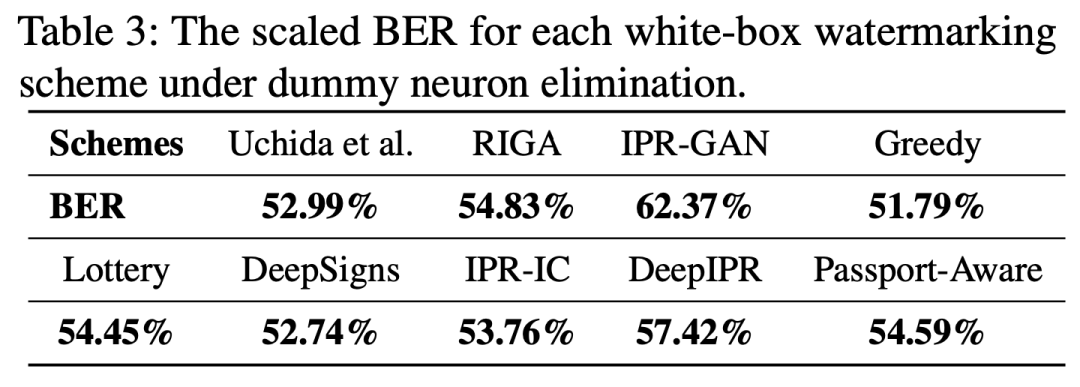 Table 3: The scaled BER for each white-box watermarking
scheme under dummy neuron elimination.
Schemes Uchida et al. RIGA IPR-GAN Greedy
BER 52.99% 54.83% 62.37% 51.79%
Lottery DeepSigns IPR-IC DeepIPR Passport-Aware
54.45% 52.74% 53.76% 57.42% 54.59%